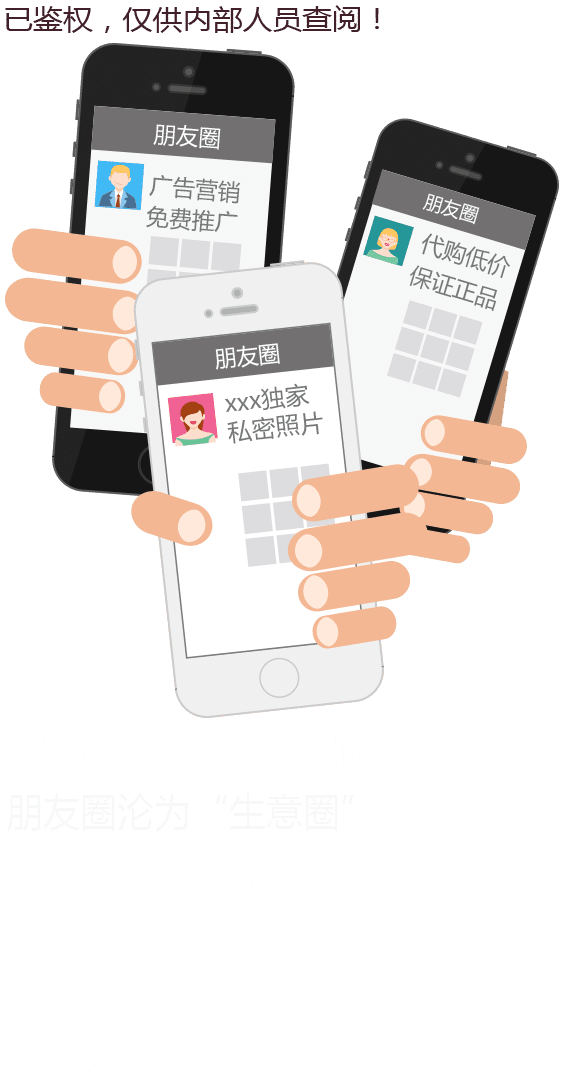 已鉴权，仅供内部人员查阅！
朋友圈
广告营销
免费推广
朋友圈
代购低价
保证正品
朋友圈
xxx独家
私密照片
朋友圈沦为“生意圈”